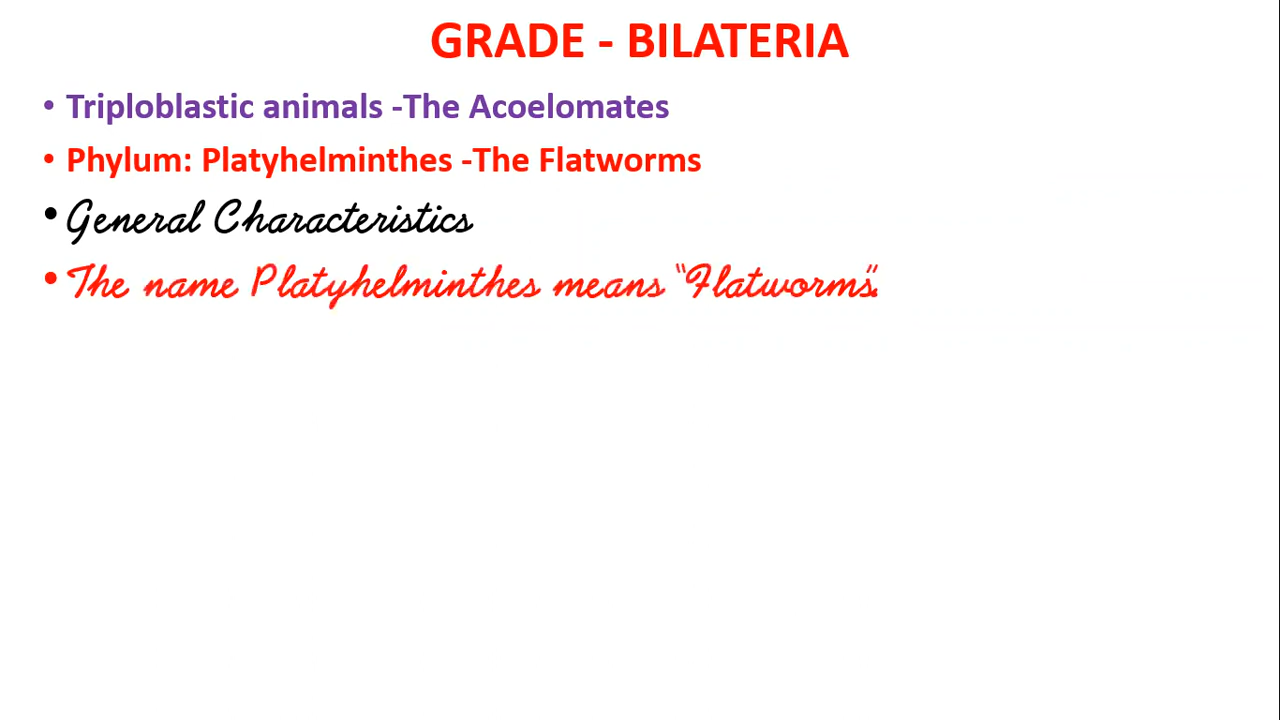 GRADE - BILATERIA
• Triploblastic animals -The Acoelomates
• Phylum: Platyhelminthes -The Flatworms
• General Characteristics
• The name Platyhelminthes means “Flatworms”.